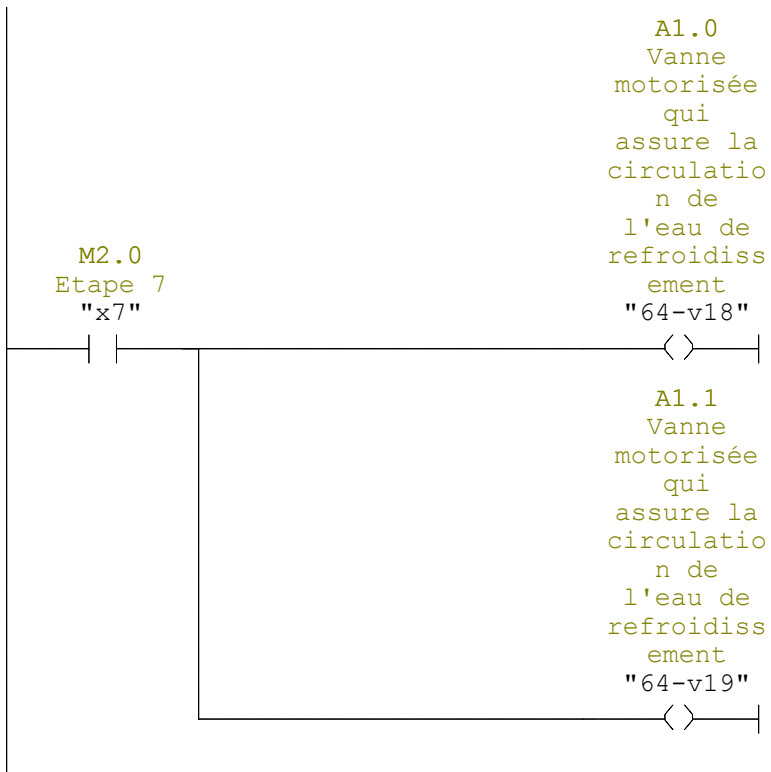 A1.0
Vanne
motorisée
qui
assure la
circulatio
n de
l'eau de
refroidiss
ement
"64-v18"
M2.0
Etape 7
"x7"
A1.1
Vanne
motorisée
qui
assure la
circulatio
n de
l'eau de
refroidiss
ement
"64-v19"